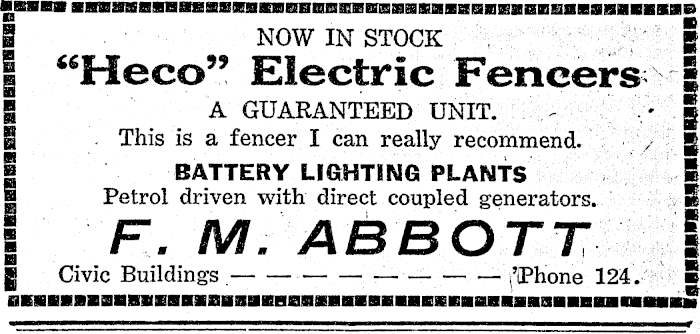 NOW IN STOCK
“Heco” Electric Fencers
A GUARANTEED UNIT.
This is a fencer I can really recommend.
BATTERY LIGHTING PLANTS
Petrol driven with direct coupled generators.
F. M. ABBOTT
Civic Buildings — — — — — — — 'Phone 124.